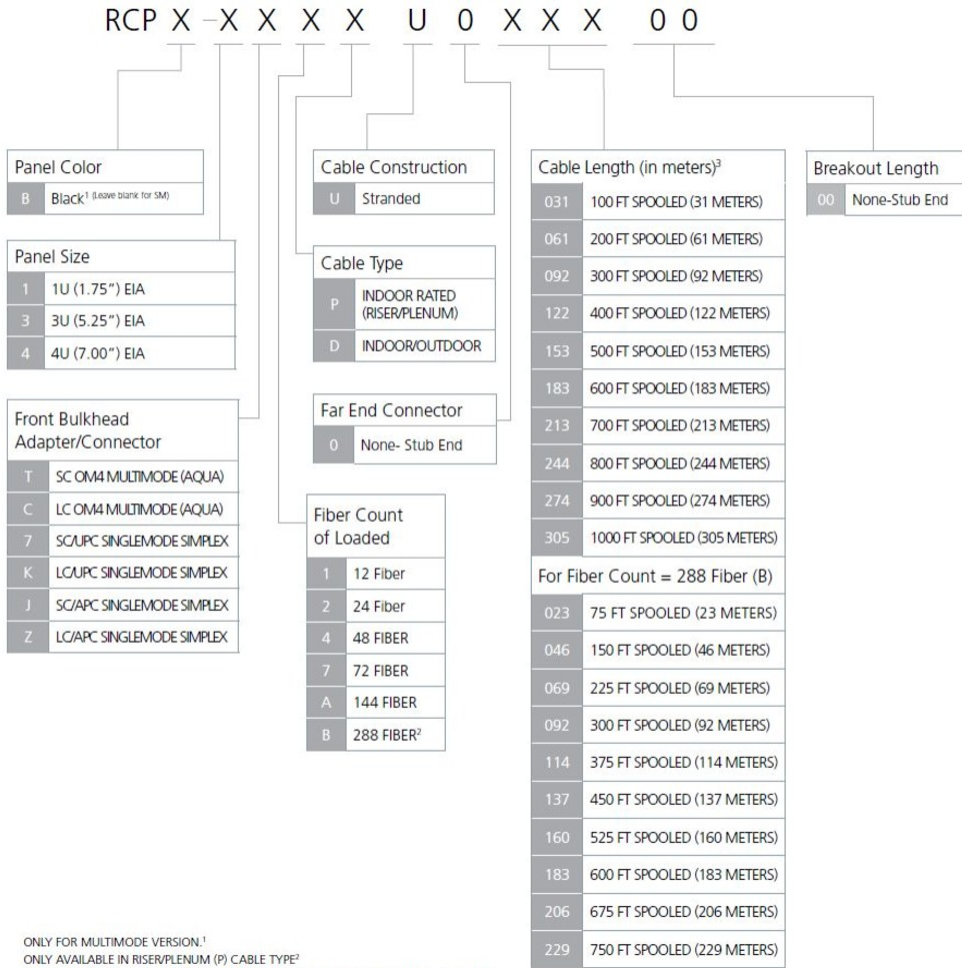 RCP X -X X X X U 0 X X X 0 0
Panel Color
B Black¹ (Leave blank for SM)
Panel Size
1 1U (1.75") EIA
3 3U (5.25") EIA
4 4U (7.00") EIA
Front Bulkhead
Adapter/Connector
T SC OM4 MULTIMODE (AQUA)
C LC OM4 MULTIMODE (AQUA)
7 SC/UPC SINGLEMODE SIMPLEX
K LC/UPC SINGLEMODE SIMPLEX
J SC/APC SINGLEMODE SIMPLEX
Z LC/APC SINGLEMODE SIMPLEX
Cable Construction
U Stranded
Cable Type
P INDOOR RATED
(RISER/PLENUM)
D INDOOR/OUTDOOR
Far End Connector
0 None- Stub End
Fiber Count
of Loaded
1 12 Fiber
2 24 Fiber
4 48 FIBER
7 72 FIBER
A 144 FIBER
B 288 FIBER²
Cable Length (in meters)³
031 100 FT SPOOLED (31 METERS)
061 200 FT SPOOLED (61 METERS)
092 300 FT SPOOLED (92 METERS)
122 400 FT SPOOLED (122 METERS)
153 500 FT SPOOLED (153 METERS)
183 600 FT SPOOLED (183 METERS)
213 700 FT SPOOLED (213 METERS)
244 800 FT SPOOLED (244 METERS)
274 900 FT SPOOLED (274 METERS)
305 1000 FT SPOOLED (305 METERS)
For Fiber Count = 288 Fiber (B)
023 75 FT SPOOLED (23 METERS)
046 150 FT SPOOLED (46 METERS)
069 225 FT SPOOLED (69 METERS)
092 300 FT SPOOLED (92 METERS)
114 375 FT SPOOLED (114 METERS)
137 450 FT SPOOLED (137 METERS)
160 525 FT SPOOLED (160 METERS)
183 600 FT SPOOLED (183 METERS)
206 675 FT SPOOLED (206 METERS)
229 750 FT SPOOLED (229 METERS)
Breakout Length
00 None-Stub End
ONLY FOR MULTIMODE VERSION.¹
ONLY AVAILABLE IN RISER/PLENUM (P) CABLE TYPE²